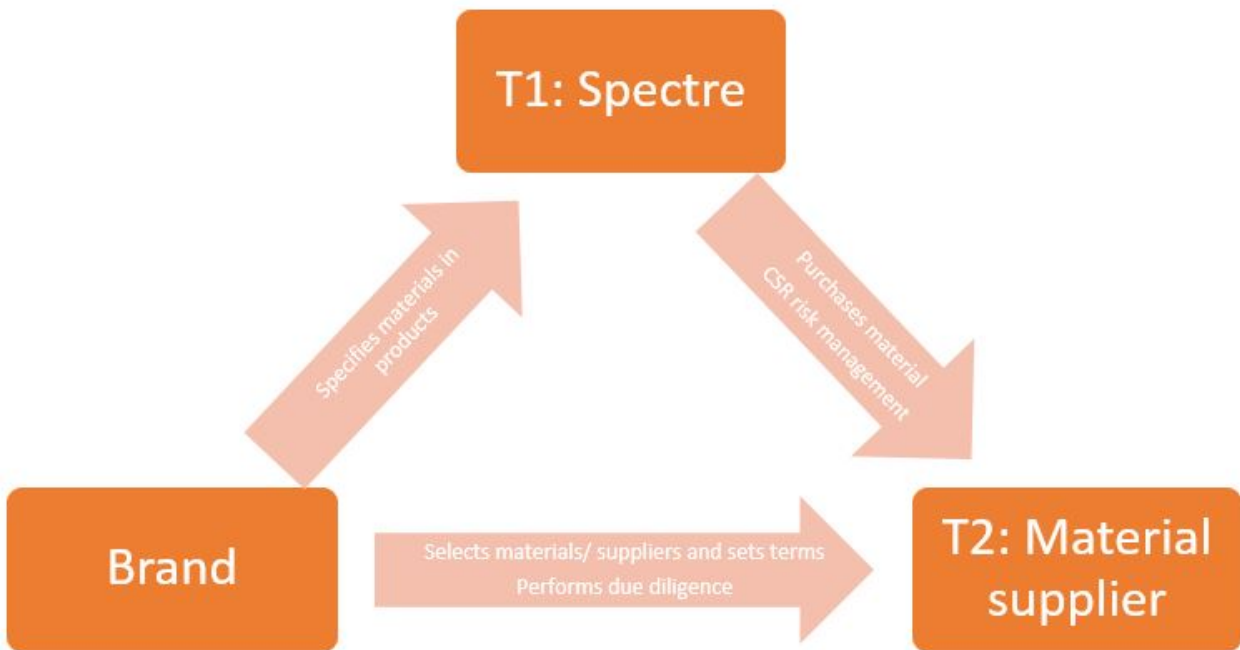 T1: Spectre
Specifies materials in
products
Purchases material
CSR risk management
Brand
Selects materials/ suppliers and sets terms
Performs due diligence
T2: Material
supplier